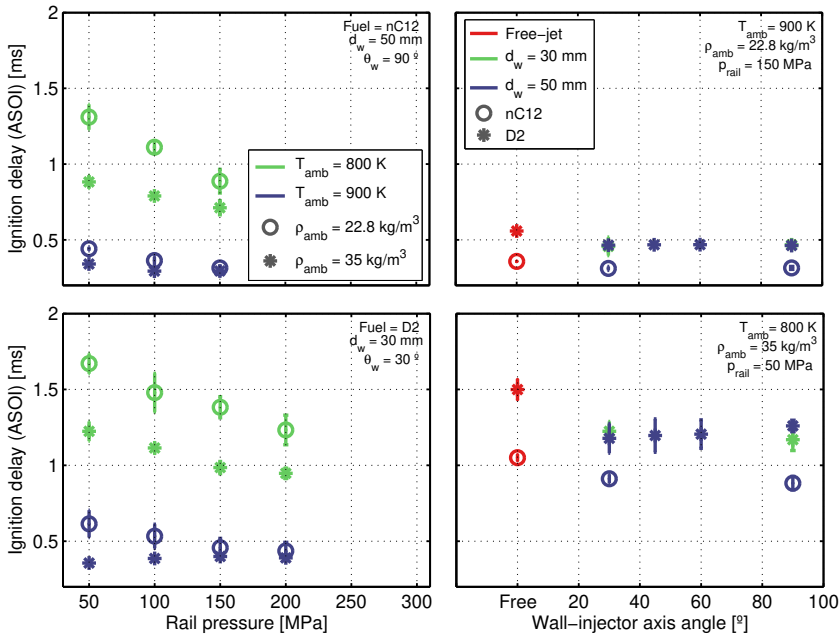 Fuel = nC12
d_w = 50 mm
θ_w = 90 º
Ignition delay (ASOI) [ms]
2
1.5
1
0.5
T_amb = 800 K
T_amb = 900 K
ρ_amb = 22.8 kg/m³
ρ_amb = 35 kg/m³
T_amb = 900 K
ρ_amb = 22.8 kg/m³
p_rail = 150 MPa
Free−jet
d_w = 30 mm
d_w = 50 mm
nC12
D2
Fuel = D2
d_w = 30 mm
θ_w = 30 º
Ignition delay (ASOI) [ms]
2
1.5
1
0.5
50 100 150 200 250 300
Rail pressure [MPa]
T_amb = 800 K
ρ_amb = 35 kg/m³
p_rail = 50 MPa
Free 20 40 60 80 100
Wall−injector axis angle [º]